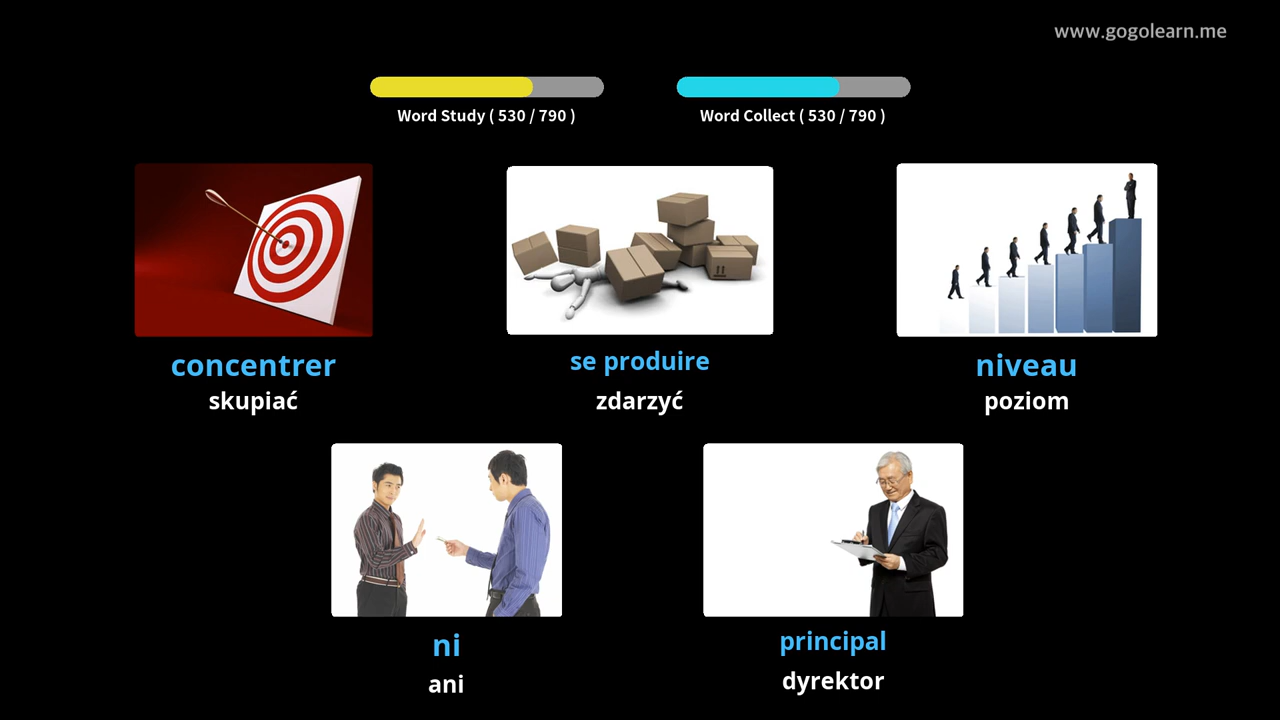 www.gogolearn.me
Word Study ( 530 / 790 )
Word Collect ( 530 / 790 )
concentrer
skupiać
se produire
zdarzyć
niveau
poziom
ni
ani
principal
dyrektor